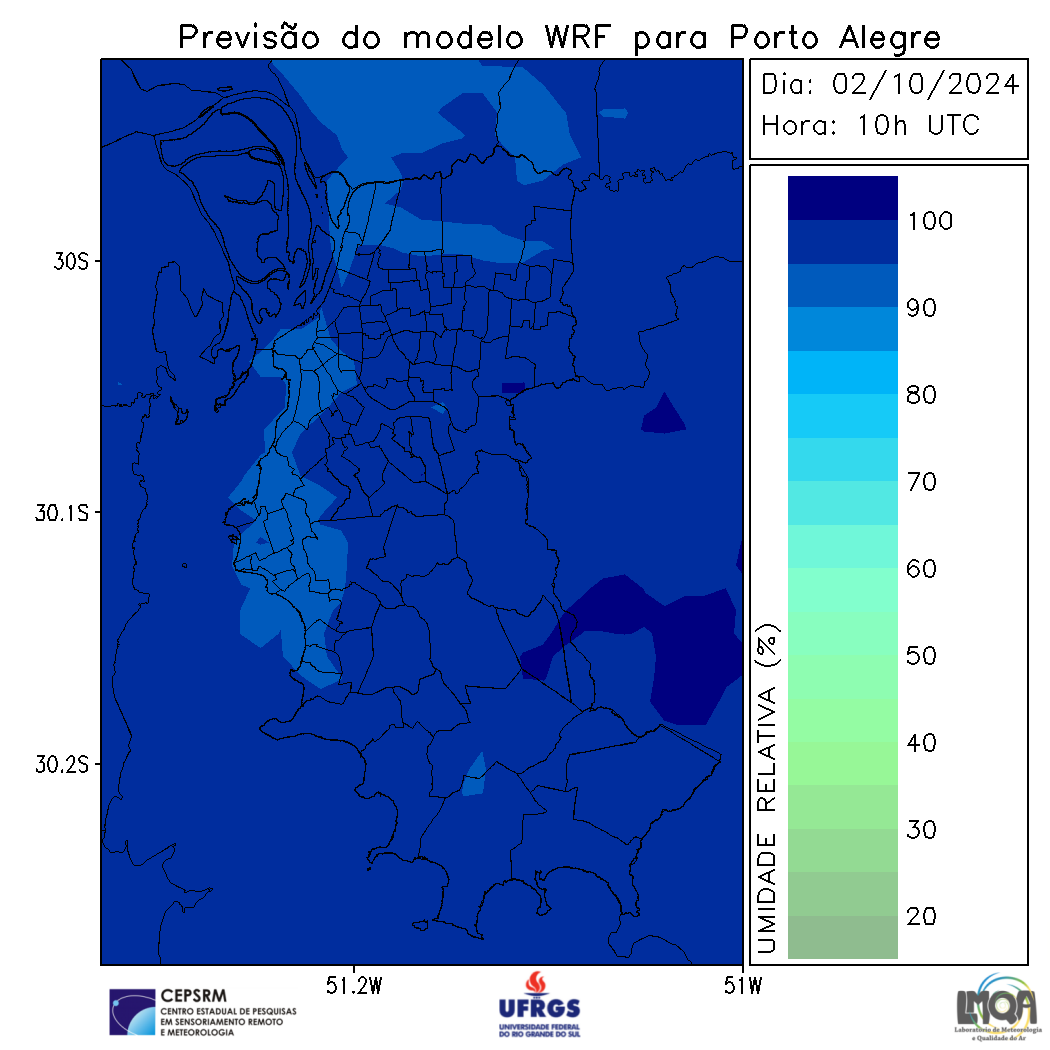 Previsão do modelo WRF para Porto Alegre
Dia: 02/10/2024
Hora: 10h UTC
30S
30.1S
30.2S
51.2W
51W
100
90
80
70
60
50
40
30
20
UMIDADE RELATIVA (%)
CEPSRM
CENTRO ESTADUAL DE PESQUISAS
EM SENSORIAMENTO REMOTO
E METEOROLOGIA
UFRGS
UNIVERSIDADE FEDERAL
DO RIO GRANDE DO SUL
LMQA
Laboratório de Meteorologia
e Qualidade do Ar